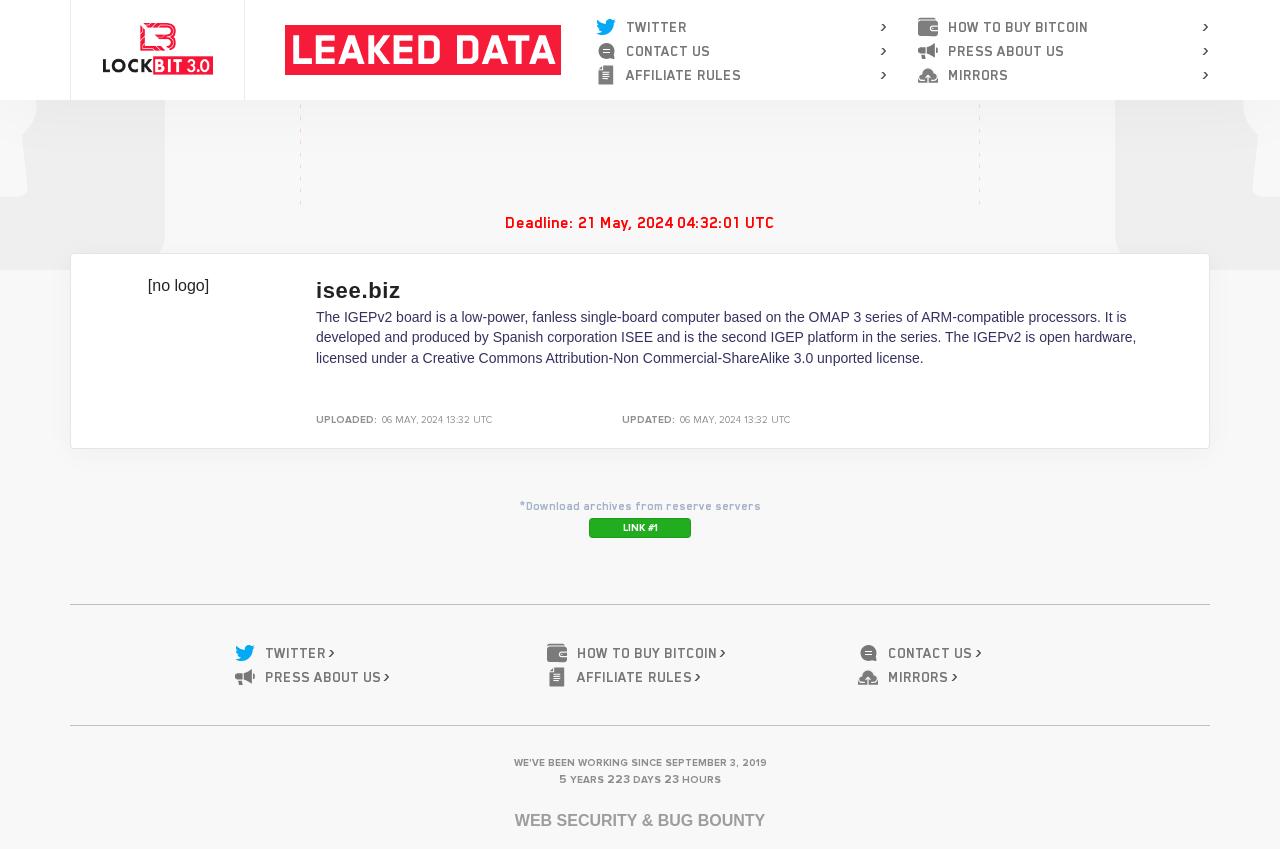 LOCKBIT 3.0
LEAKED DATA
TWITTER
CONTACT US
AFFILIATE RULES
HOW TO BUY BITCOIN
PRESS ABOUT US
MIRRORS
Deadline: 21 May, 2024 04:32:01 UTC
[no logo]
isee.biz
The IGEPv2 board is a low-power, fanless single-board computer based on the OMAP 3 series of ARM-compatible processors. It is
developed and produced by Spanish corporation ISEE and is the second IGEP platform in the series. The IGEPv2 is open hardware,
licensed under a Creative Commons Attribution-Non Commercial-ShareAlike 3.0 unported license.
UPLOADED: 06 MAY, 2024 13:32 UTC
UPDATED: 06 MAY, 2024 13:32 UTC
*Download archives from reserve servers
LINK #1
TWITTER
HOW TO BUY BITCOIN
CONTACT US
PRESS ABOUT US
AFFILIATE RULES
MIRRORS
WE'VE BEEN WORKING SINCE SEPTEMBER 3, 2019
5 YEARS 223 DAYS 23 HOURS
WEB SECURITY & BUG BOUNTY